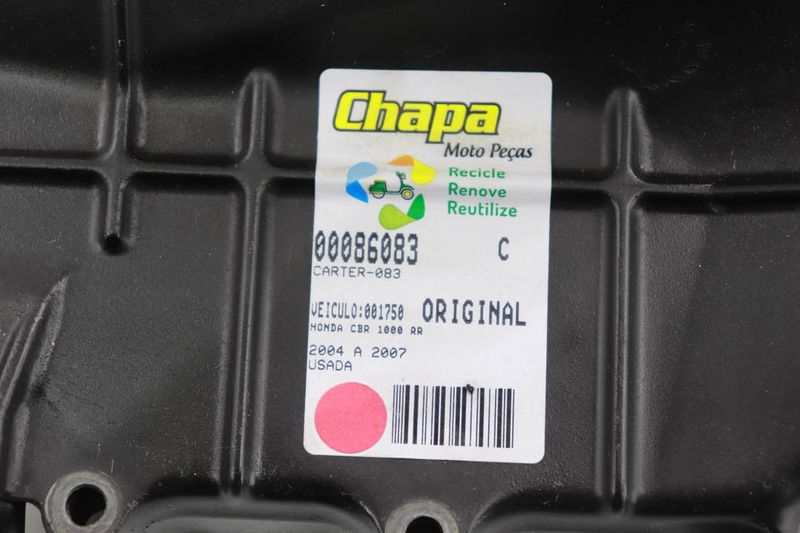 Chapa
Moto Peças
Recicle
Renove
Reutilize
00086083 C
CARTER-083
VEICULO:001750 ORIGINAL
HONDA CBR 1000 RR
2004 A 2007
USADA